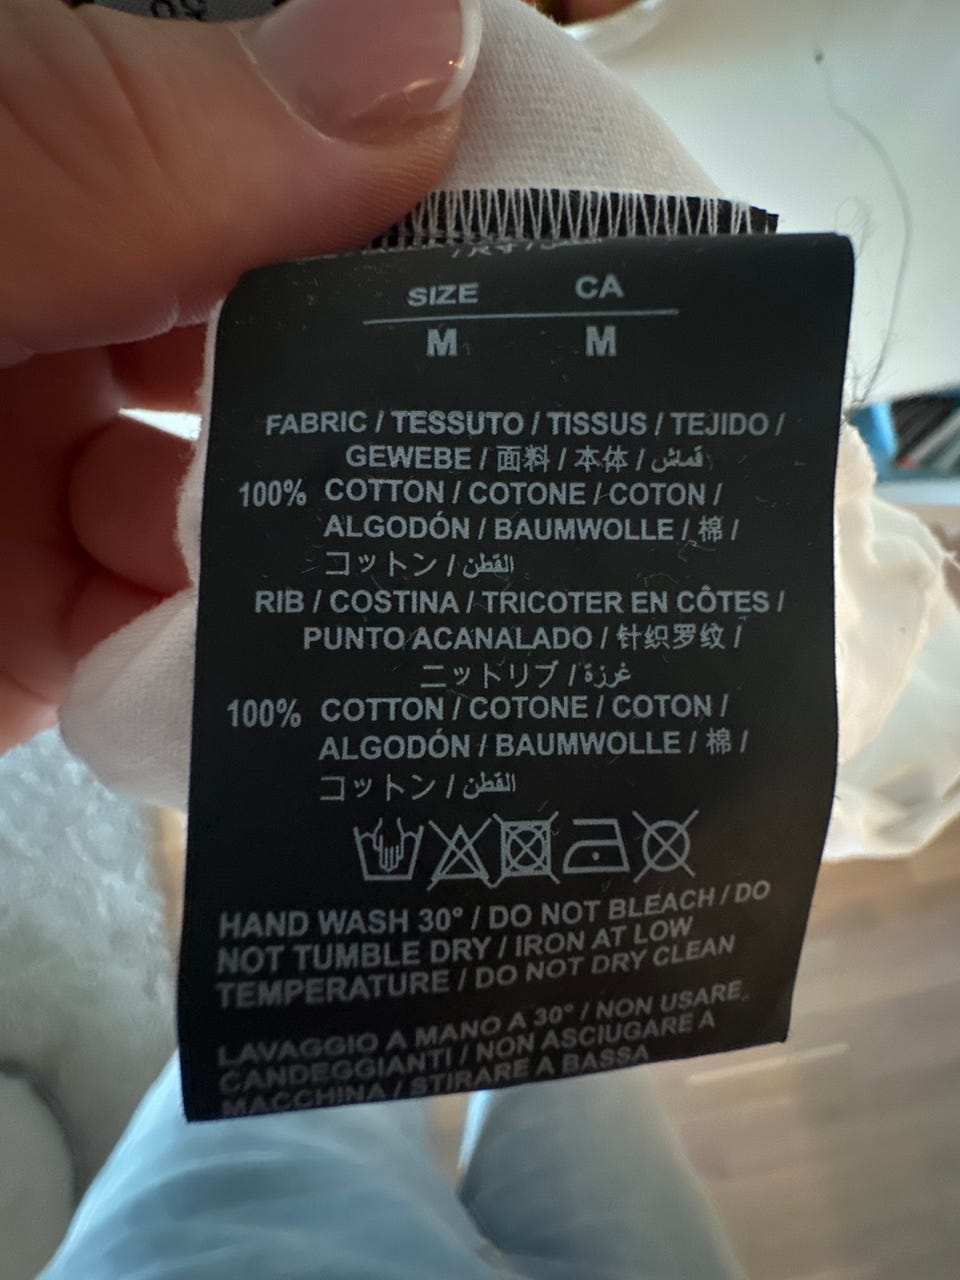 SIZE CA
M M
FABRIC / TESSUTO / TISSUS / TEJIDO /
GEWEBE / 面料 / 本体 / قماش
100% COTTON / COTONE / COTON /
ALGODÓN / BAUMWOLLE / 棉 /
コットン / القطن
RIB / COSTINA / TRICOTER EN CÔTES /
PUNTO ACANALADO / 针织罗纹 /
ニットリブ / غرزة
100% COTTON / COTONE / COTON /
ALGODÓN / BAUMWOLLE / 棉 /
コットン / القطن
HAND WASH 30° / DO NOT BLEACH / DO
NOT TUMBLE DRY / IRON AT LOW
TEMPERATURE / DO NOT DRY CLEAN
LAVAGGIO A MANO A 30° / NON USARE
CANDEGGIANTI / NON ASCIUGARE A
MACCHINA / STIRARE A BASSA